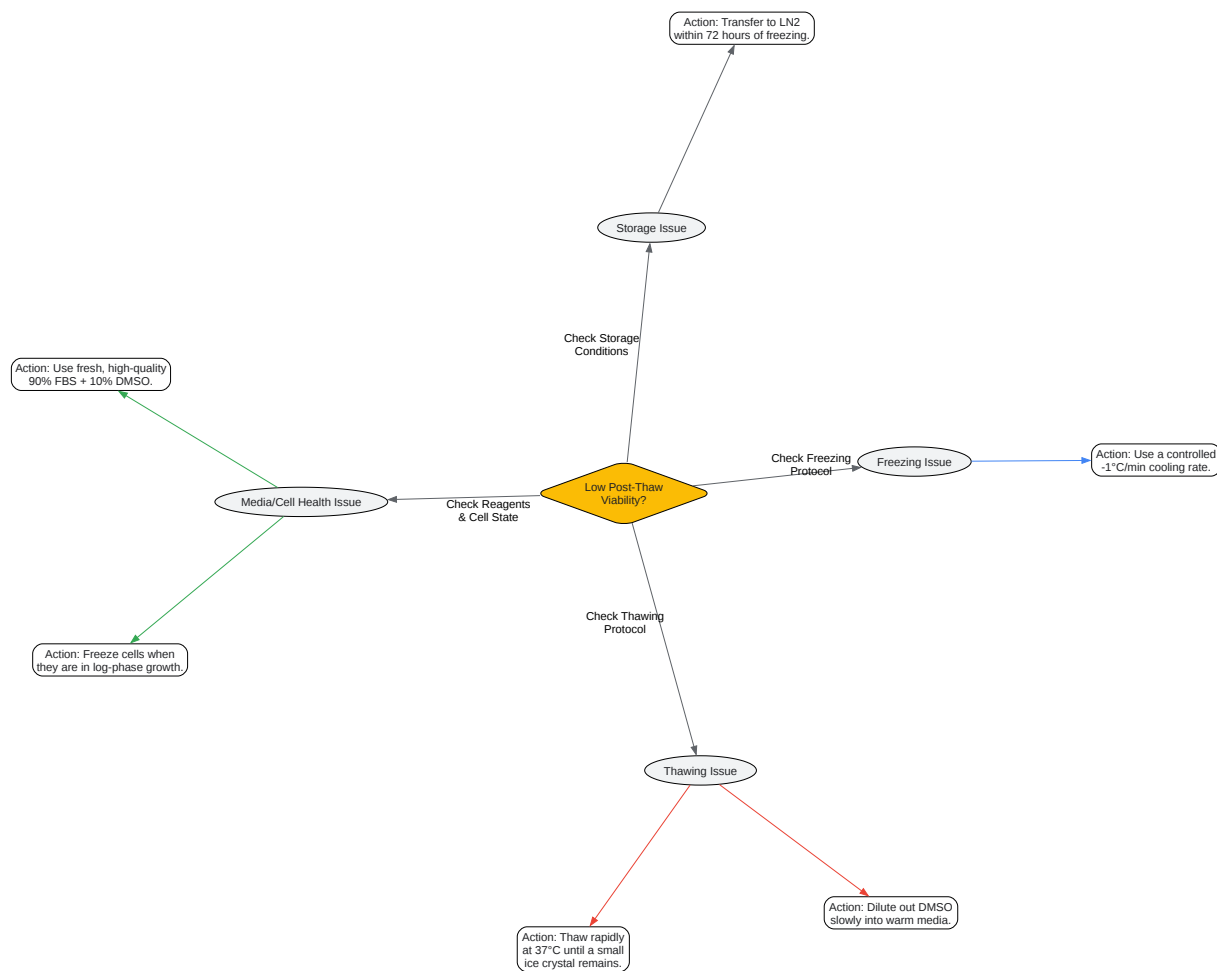 Action: Transfer to LN2
within 72 hours of freezing.
Storage Issue
Check Storage
Conditions
Action: Use fresh, high-quality
90% FBS + 10% DMSO.
Check Freezing
Protocol
Freezing Issue
Action: Use a controlled
-1°C/min cooling rate.
Low Post-Thaw
Viability?
Media/Cell Health Issue
Check Reagents
& Cell State
Check Thawing
Protocol
Action: Freeze cells when
they are in log-phase growth.
Thawing Issue
Action: Dilute out DMSO
slowly into warm media.
Action: Thaw rapidly
at 37°C until a small
ice crystal remains.